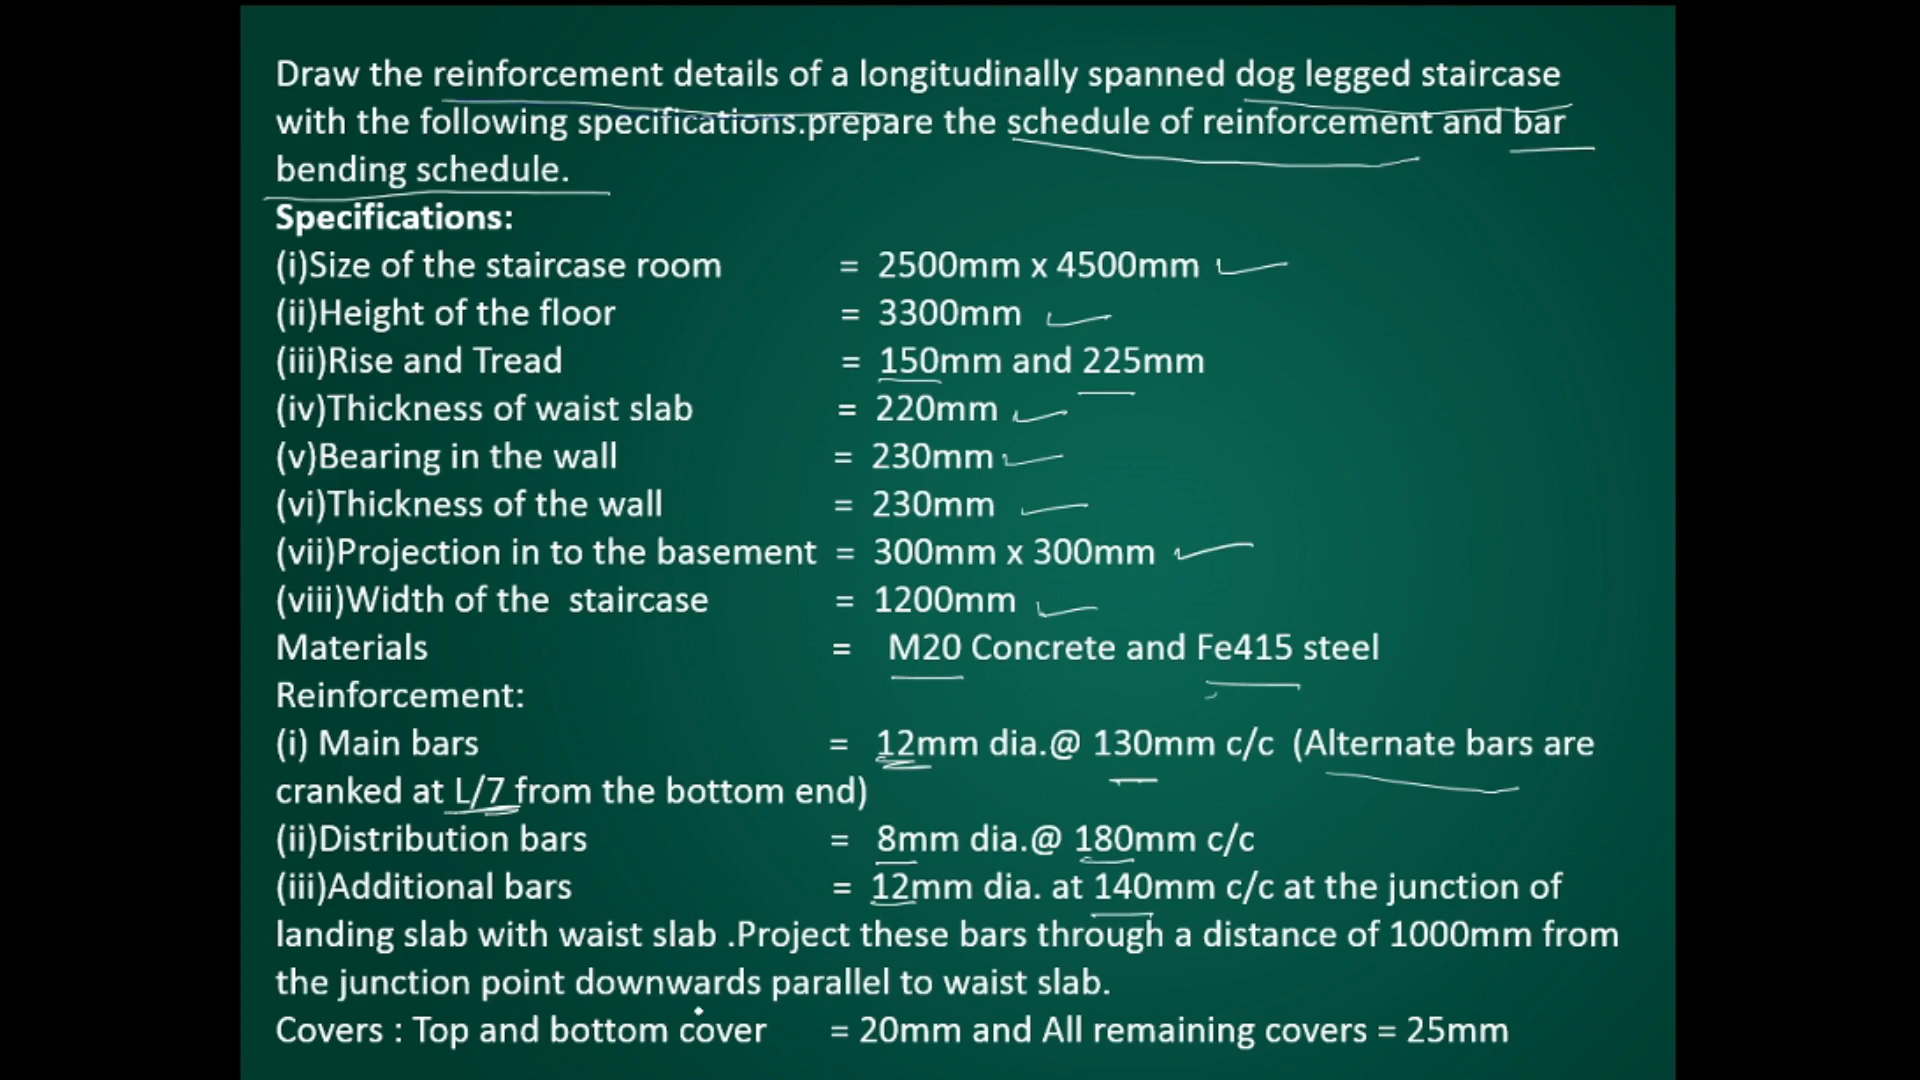 Draw the reinforcement details of a longitudinally spanned dog legged staircase
with the following specifications.prepare the schedule of reinforcement and bar
bending schedule.
Specifications:
(i)Size of the staircase room = 2500mm x 4500mm
(ii)Height of the floor = 3300mm
(iii)Rise and Tread = 150mm and 225mm
(iv)Thickness of waist slab = 220mm
(v)Bearing in the wall = 230mm
(vi)Thickness of the wall = 230mm
(vii)Projection in to the basement = 300mm x 300mm
(viii)Width of the staircase = 1200mm
Materials = M20 Concrete and Fe415 steel
Reinforcement:
(i) Main bars = 12mm dia.@ 130mm c/c (Alternate bars are
cranked at L/7 from the bottom end)
(ii)Distribution bars = 8mm dia.@ 180mm c/c
(iii)Additional bars = 12mm dia. at 140mm c/c at the junction of
landing slab with waist slab .Project these bars through a distance of 1000mm from
the junction point downwards parallel to waist slab.
Covers : Top and bottom cover = 20mm and All remaining covers = 25mm